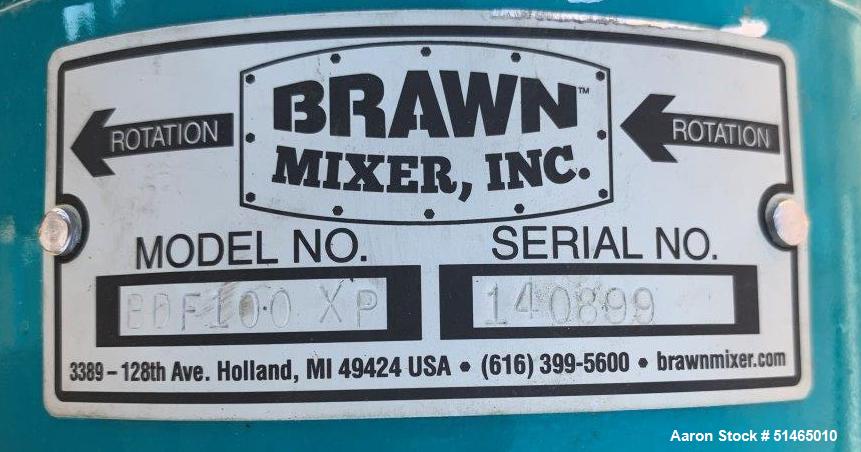 BRAWN™
ROTATION
ROTATION
MIXER, INC.
MODEL NO.
SERIAL NO.
BDF100 XP
140899
3389 – 128th Ave. Holland, MI 49424 USA • (616) 399-5600 • brawnmixer.com
Aaron Stock # 51465010